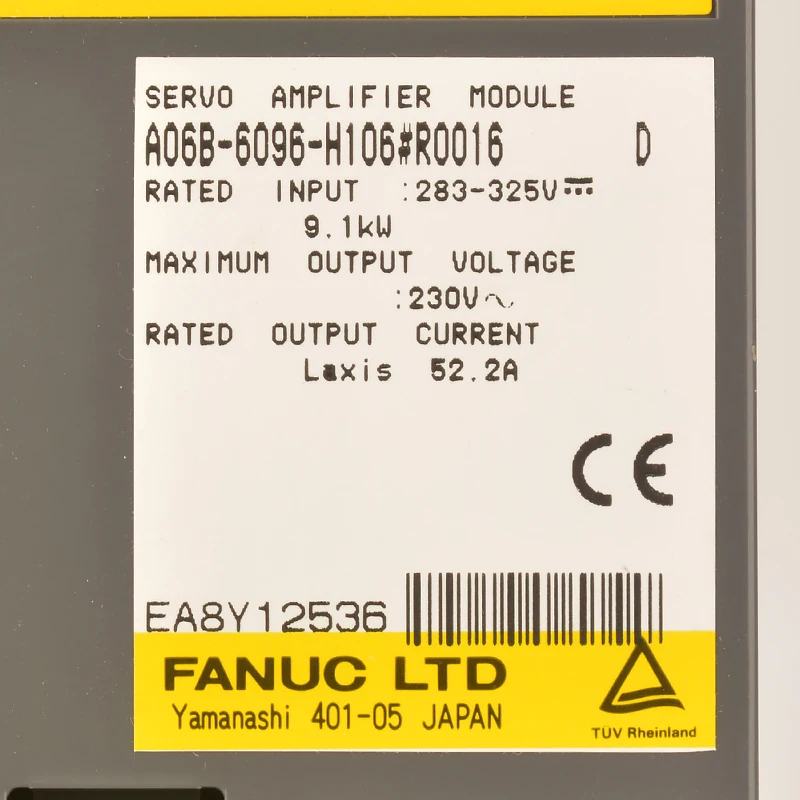 SERVO AMPLIFIER MODULE
A06B-6096-H106#R0016 D
RATED INPUT :283-325V⎓
9.1kW
MAXIMUM OUTPUT VOLTAGE
:230V~
RATED OUTPUT CURRENT
Laxis 52.2A
CE
EA8Y12536
FANUC LTD
Yamanashi 401-05 JAPAN
TÜV Rheinland